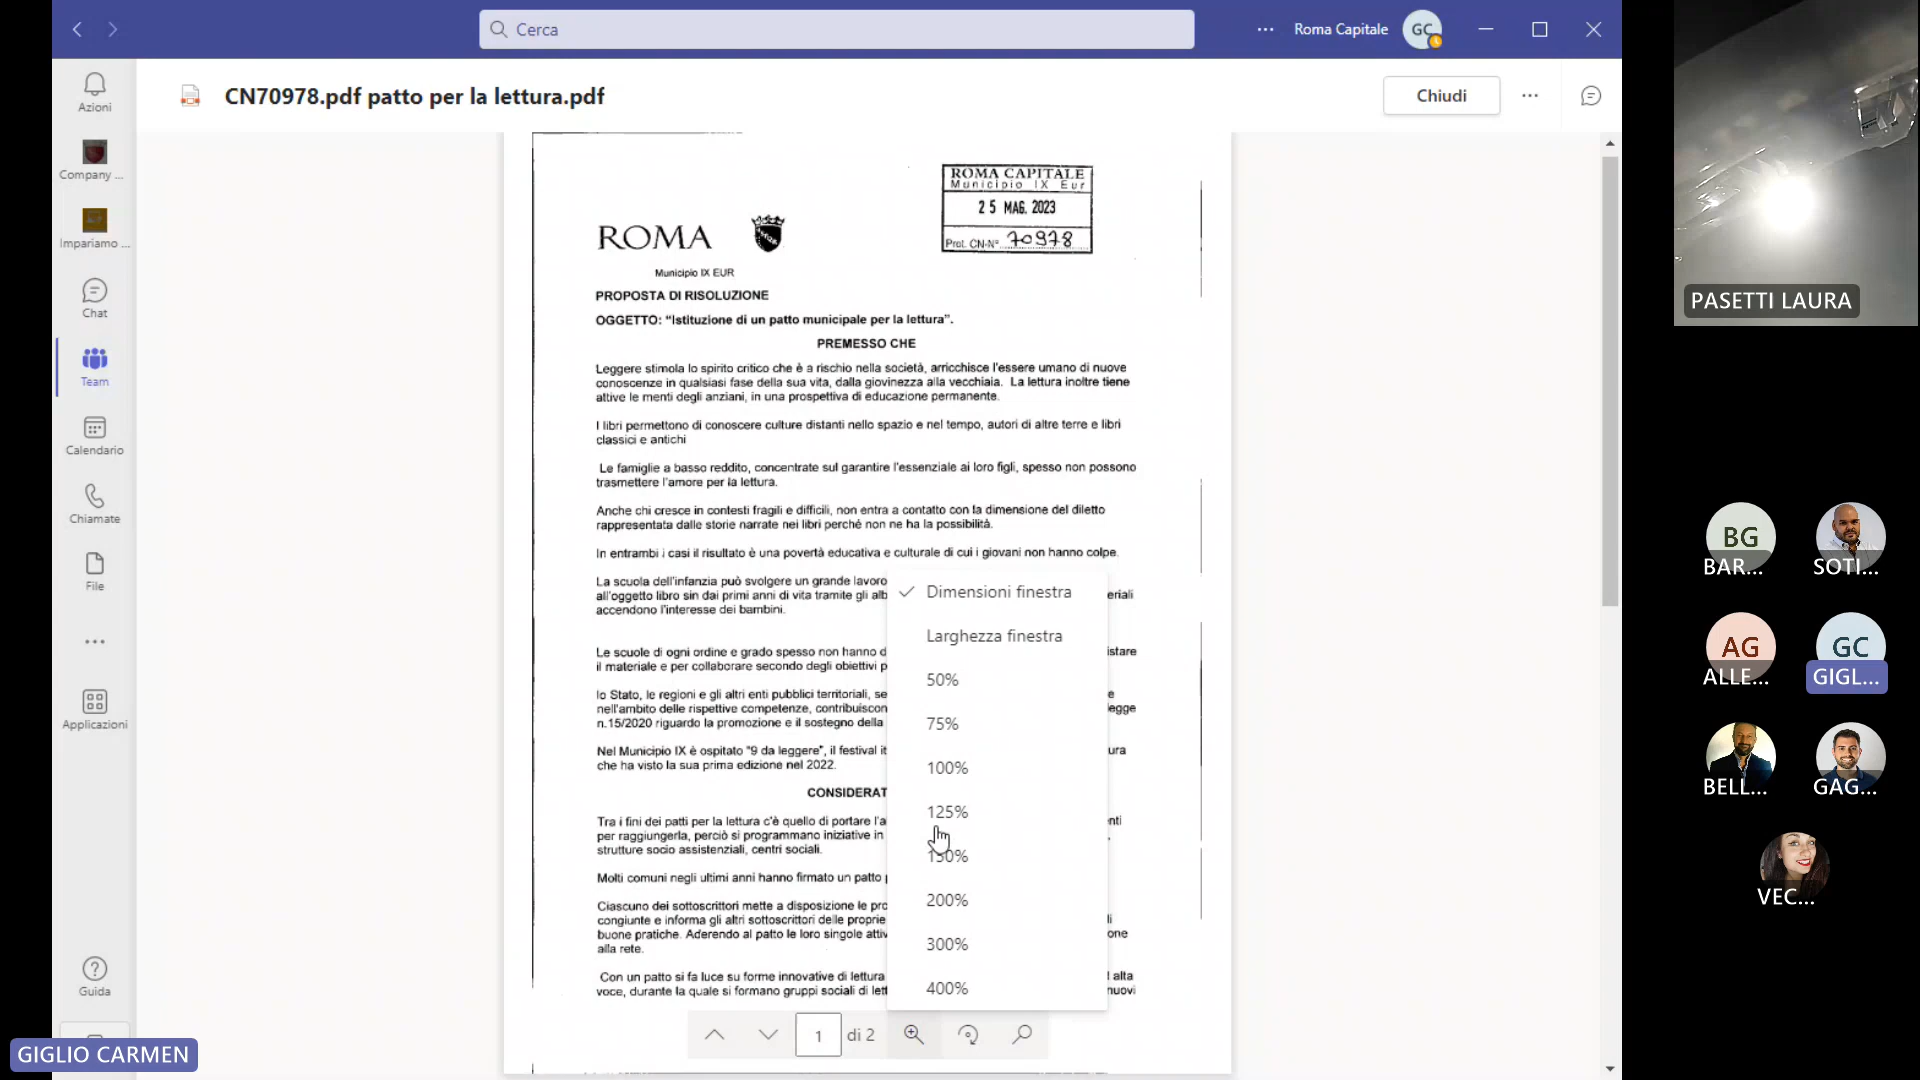 Cerca
Roma Capitale
GC
Azioni
Company ...
Impariamo ...
Chat
Team
Calendario
Chiamate
File
Applicazioni
Guida
CN70978.pdf patto per la lettura.pdf
Chiudi
ROMA CAPITALE
Municipio IX Eur
25 MAG. 2023
Prot. CN-N° 70978
ROMA
Municipio IX EUR
PROPOSTA DI RISOLUZIONE
OGGETTO: "Istituzione di un patto municipale per la lettura".
PREMESSO CHE
Leggere stimola lo spirito critico che è a rischio nella società, arricchisce l'essere umano di nuove
conoscenze in qualsiasi fase della sua vita, dalla giovinezza alla vecchiaia. La lettura inoltre tiene
attive le menti degli anziani, in una prospettiva di educazione permanente.
I libri permettono di conoscere culture distanti nello spazio e nel tempo, autori di altre terre e libri
classici e antichi
Le famiglie a basso reddito, concentrate sul garantire l'essenziale ai loro figli, spesso non possono
trasmettere l'amore per la lettura.
Anche chi cresce in contesti fragili e difficili, non entra a contatto con la dimensione del diletto
rappresentata dalle storie narrate nei libri perché non ne ha la possibilità.
In entrambi i casi il risultato è una povertà educativa e culturale di cui i giovani non hanno colpe.
La scuola dell'infanzia può svolgere un grande lavoro
all'oggetto libro sin dai primi anni di vita tramite gli alb eriali
accendono l'interesse dei bambini.
Le scuole di ogni ordine e grado spesso non hanno d istare
il materiale e per collaborare secondo degli obiettivi p
lo Stato, le regioni e gli altri enti pubblici territoriali, se e
nell'ambito delle rispettive competenze, contribuiscon legge
n.15/2020 riguardo la promozione e il sostegno della
Nel Municipio IX è ospitato "9 da leggere", il festival it ura
che ha visto la sua prima edizione nel 2022.
CONSIDERAT
Tra i fini dei patti per la lettura c'è quello di portare l'a nti
per raggiungerla, perciò si programmano iniziative in ,
strutture socio assistenziali, centri sociali.
Molti comuni negli ultimi anni hanno firmato un patto p
Ciascuno dei sottoscrittori mette a disposizione le pro
congiunte e informa gli altri sottoscrittori delle proprie li
buone pratiche. Aderendo al patto le loro singole attiv one
alla rete.
Con un patto si fa luce su forme innovative di lettura l alta
voce, durante la quale si formano gruppi sociali di lett nuovi
Dimensioni finestra
Larghezza finestra
50%
75%
100%
125%
150%
200%
300%
400%
1 di 2
GIGLIO CARMEN
PASETTI LAURA
BG
BAR...
SOTI...
AG
ALLE...
GC
GIGL...
BELL...
GAG...
VEC...